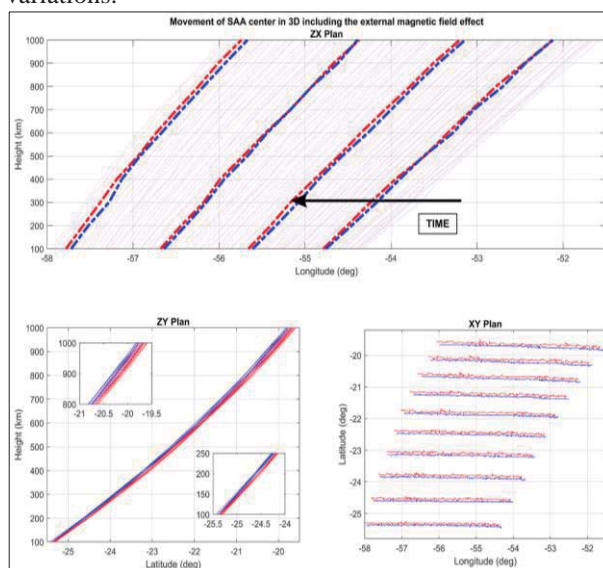 variations.
Movement of SAA center in 3D including the external magnetic field effect
ZX Plan
1000
900
800
700
600
500
400
300
200
100
Height (km)
TIME
-58 -57 -56 -55 -54 -53 -52
Longitude (deg)
ZY Plan
1000
900
800
700
600
500
400
300
200
100
Height (km)
1000
900
800
-21 -20.5 -20 -19.5
250
200
150
100
-25.5 -25 -24.5 -24
-25 -24 -23 -22 -21 -20
Latitude (deg)
XY Plan
-20
-21
-22
-23
-24
-25
Latitude (deg)
-58 -57 -56 -55 -54 -53 -52
Longitude (deg)